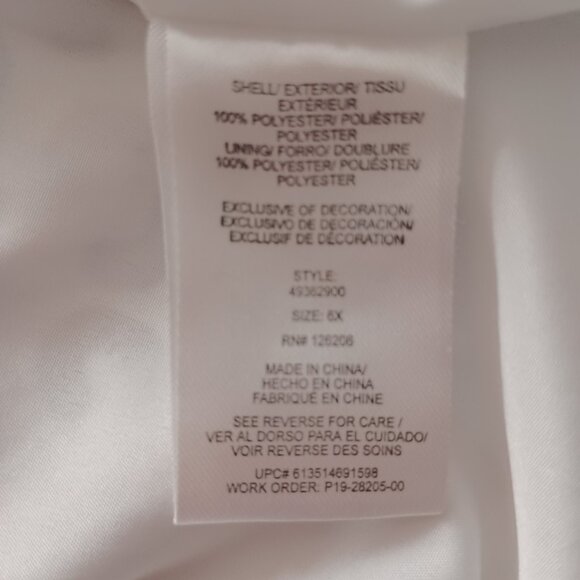 SHELL/ EXTERIOR/ TISSU
EXTÉRIEUR
100% POLYESTER/ POLIÉSTER/
POLYESTER
LINING/ FORRO/ DOUBLURE
100% POLYESTER/ POLIÉSTER/
POLYESTER
EXCLUSIVE OF DECORATION/
EXCLUSIVO DE DECORACIÓN/
EXCLUSIF DE DÉCORATION
STYLE:
49362900
SIZE: 6X
RN# 126206
MADE IN CHINA/
HECHO EN CHINA
FABRIQUÉ EN CHINE
SEE REVERSE FOR CARE /
VER AL DORSO PARA EL CUIDADO/
VOIR REVERSE DES SOINS
UPC# 613514691598
WORK ORDER: P19-28205-00